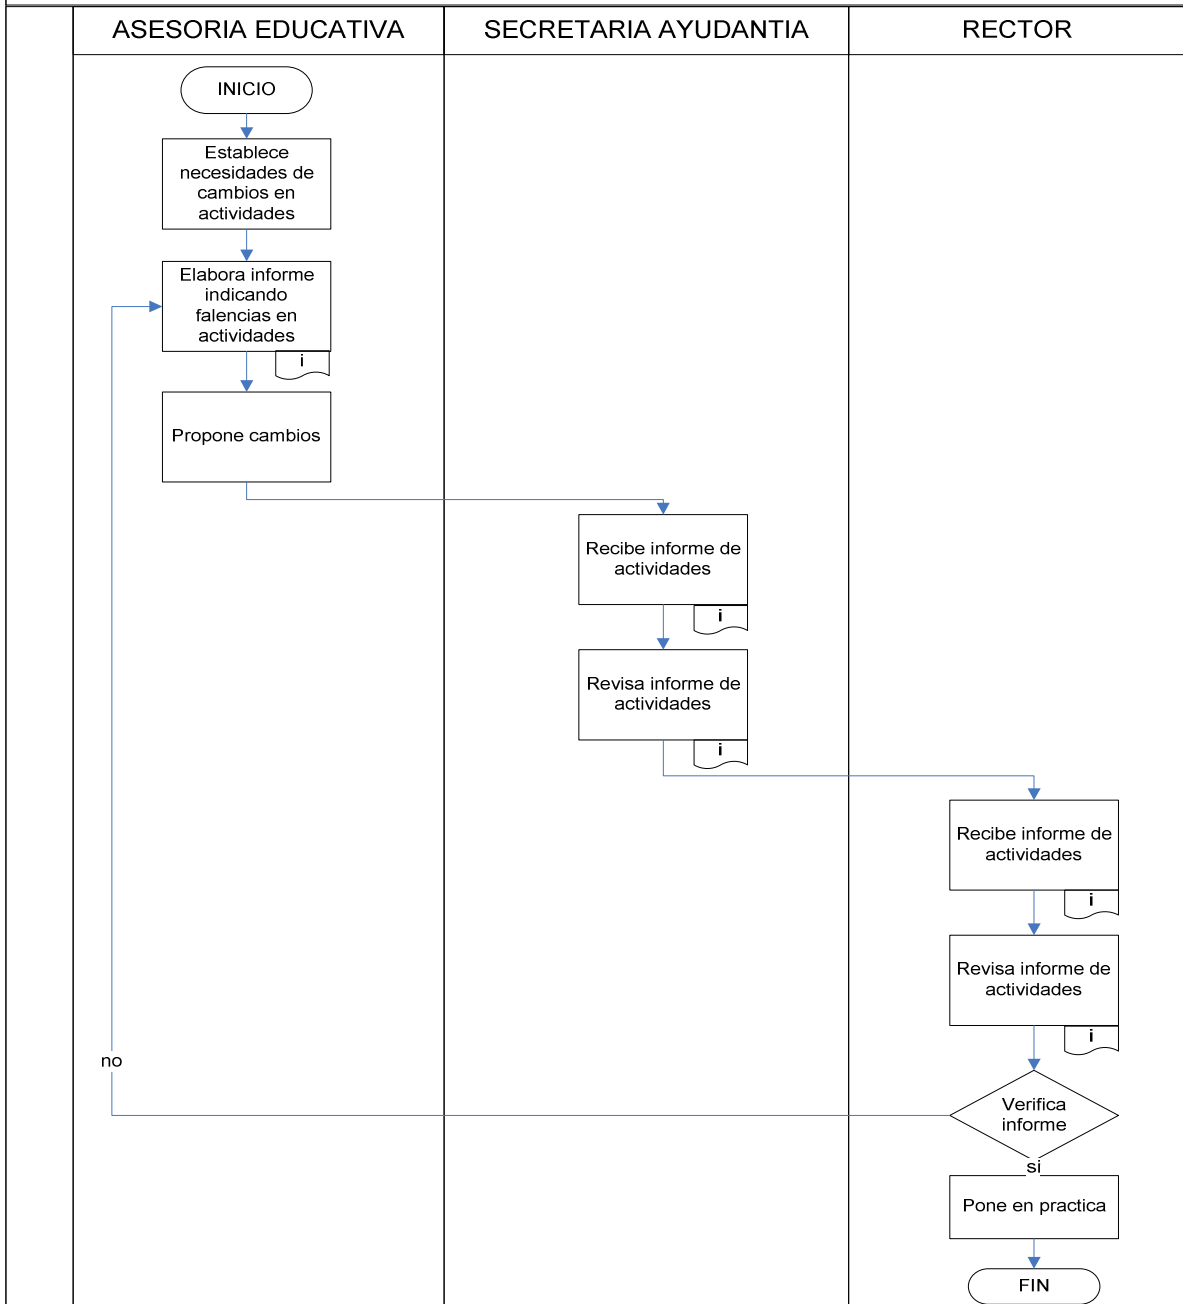 ASESORIA EDUCATIVA
SECRETARIA AYUDANTIA
RECTOR
INICIO
Establece
necesidades de
cambios en
actividades
Elabora informe
indicando
falencias en
actividades
i
Propone cambios
Recibe informe de
actividades
i
Revisa informe de
actividades
i
Recibe informe de
actividades
i
Revisa informe de
actividades
i
no
Verifica
informe
si
Pone en practica
FIN